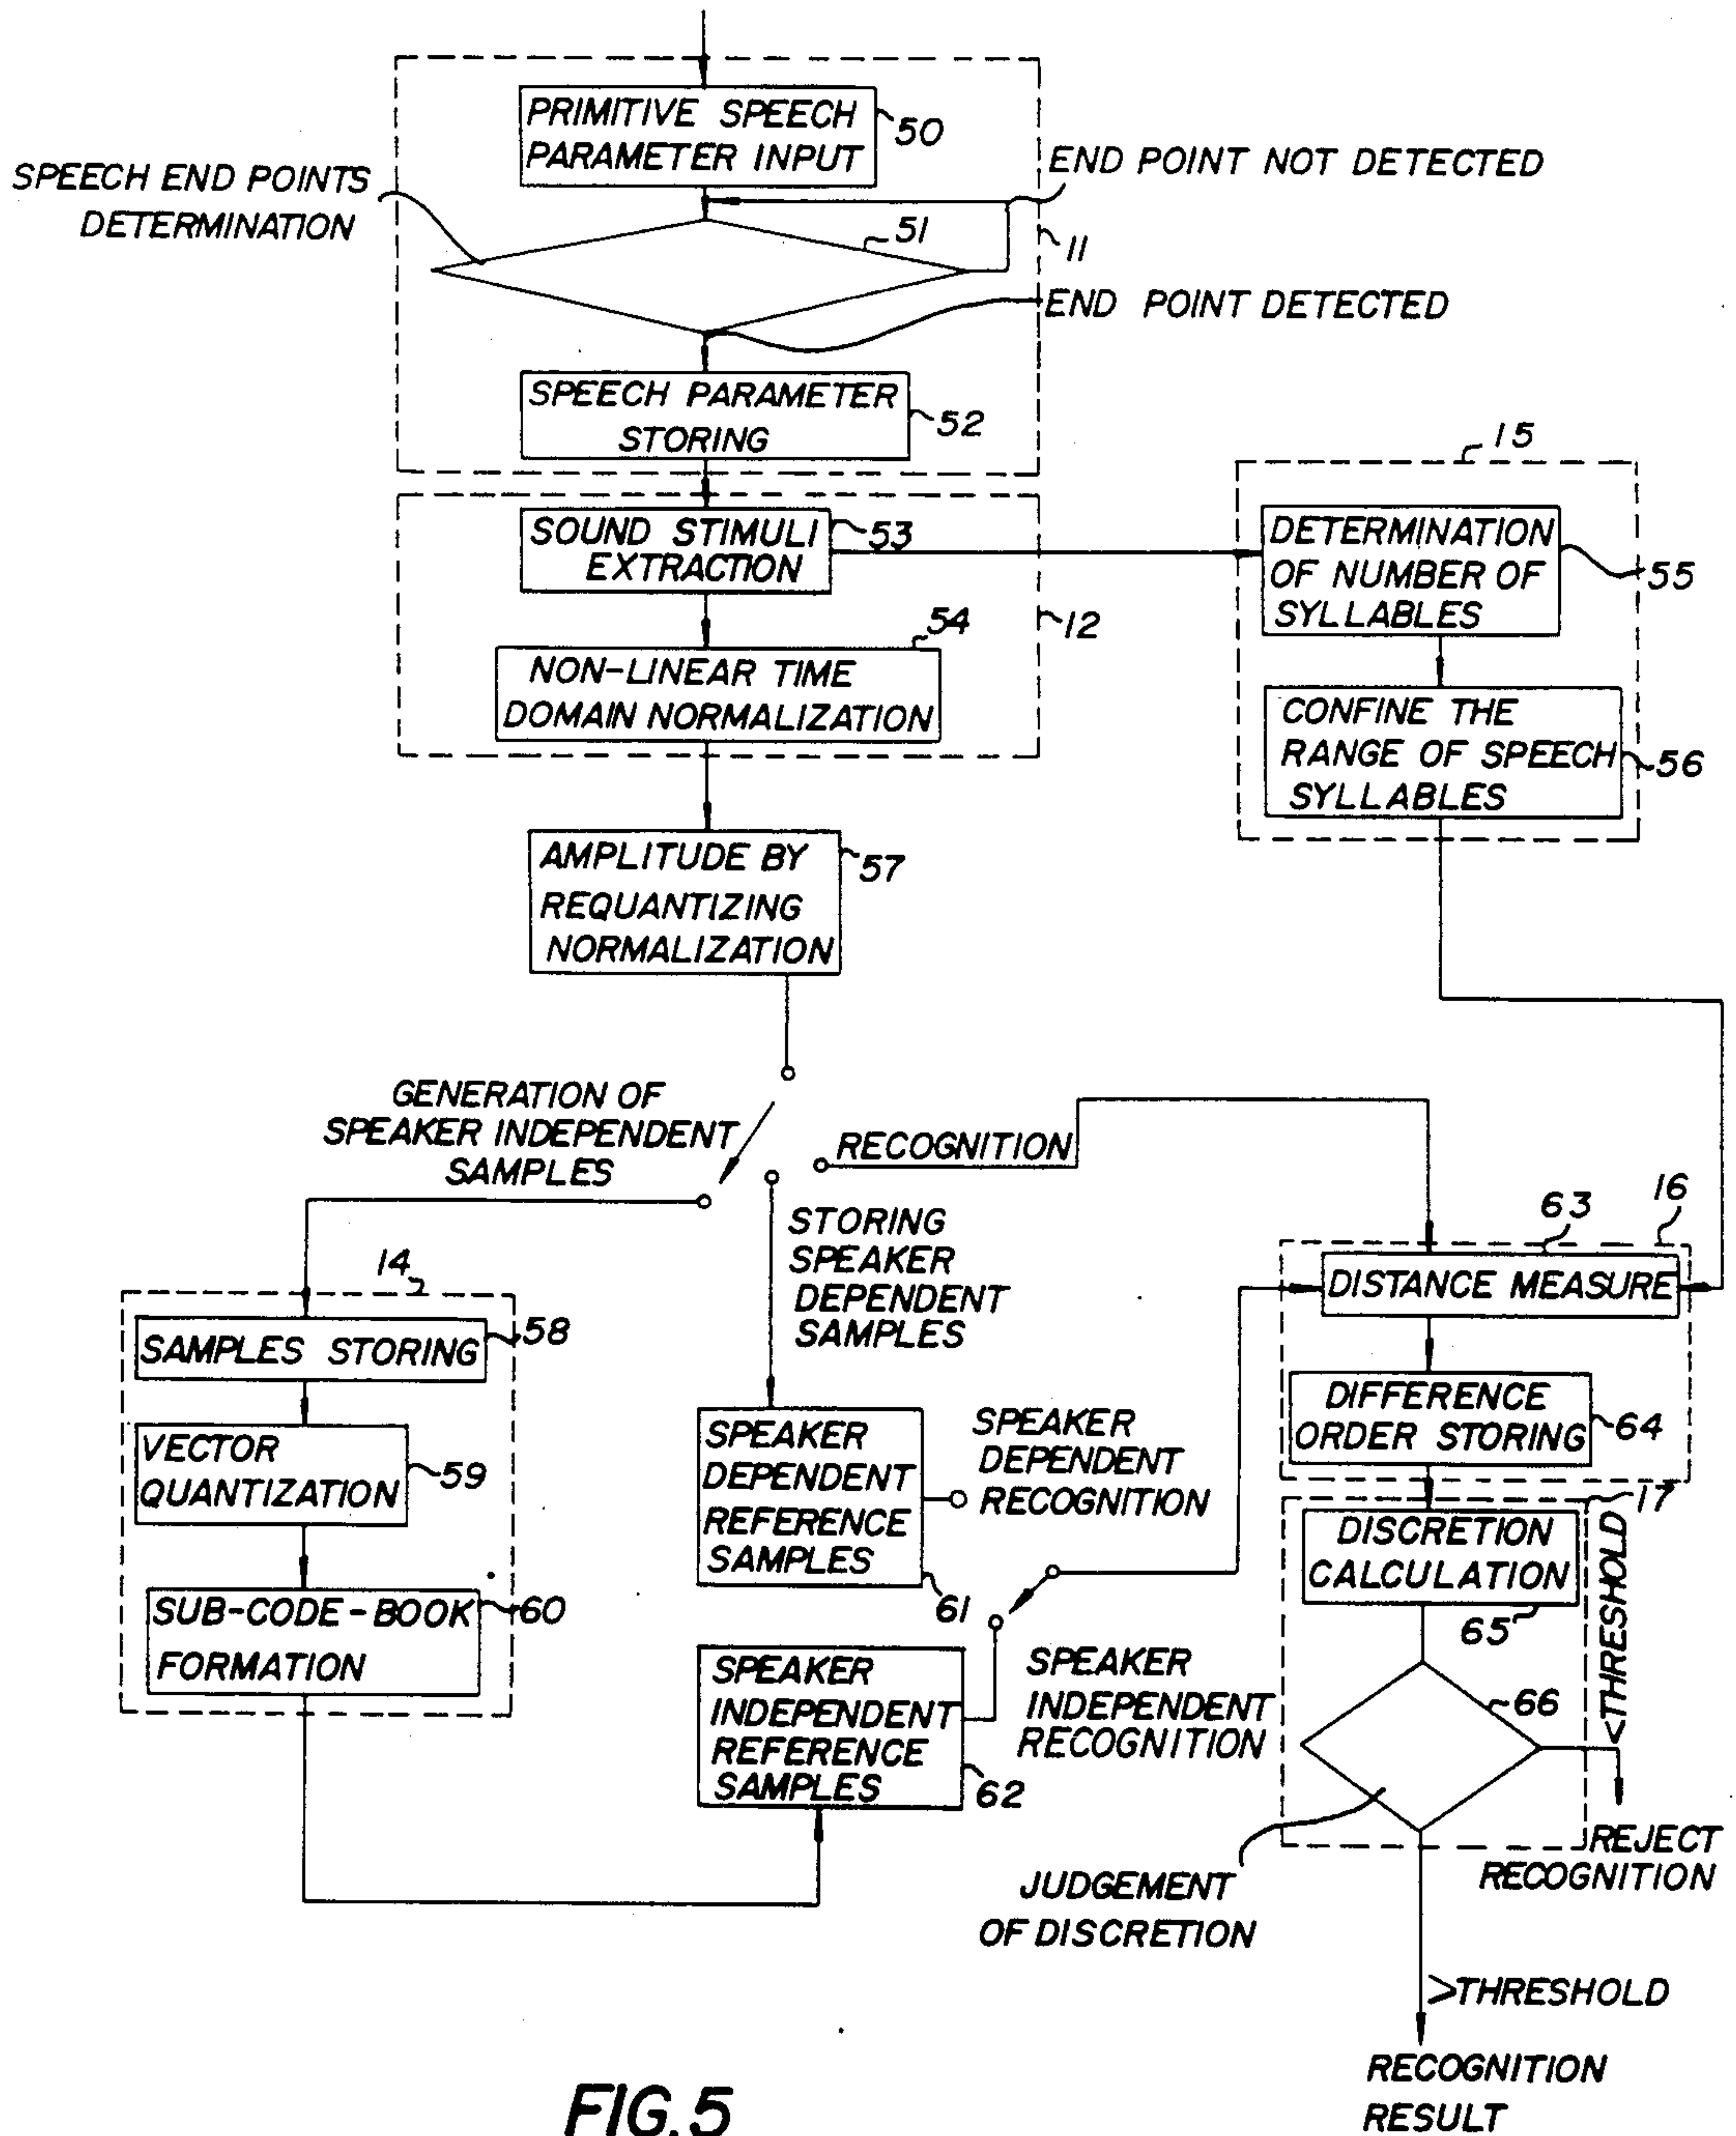 PRIMITIVE SPEECH
PARAMETER INPUT
50
SPEECH END POINTS
DETERMINATION
END POINT NOT DETECTED
51
11
END POINT DETECTED
SPEECH PARAMETER
STORING
52
15
SOUND STIMULI
EXTRACTION
53
DETERMINATION
OF NUMBER OF
SYLLABLES
55
12
54
NON-LINEAR TIME
DOMAIN NORMALIZATION
CONFINE THE
RANGE OF SPEECH
SYLLABLES
56
AMPLITUDE BY
REQUANTIZING
NORMALIZATION
57
GENERATION OF
SPEAKER INDEPENDENT
SAMPLES
RECOGNITION
STORING
SPEAKER
DEPENDENT
SAMPLES
63
16
DISTANCE MEASURE
14
SAMPLES STORING
58
DIFFERENCE
ORDER STORING
64
VECTOR
QUANTIZATION
59
SPEAKER
DEPENDENT
REFERENCE
SAMPLES
61
SPEAKER
DEPENDENT
RECOGNITION
17
DISCRETION
CALCULATION
65
<THRESHOLD
SUB-CODE-BOOK
FORMATION
60
SPEAKER
INDEPENDENT
REFERENCE
SAMPLES
62
SPEAKER
INDEPENDENT
RECOGNITION
66
REJECT
RECOGNITION
JUDGEMENT
OF DISCRETION
>THRESHOLD
RECOGNITION
RESULT
FIG.5